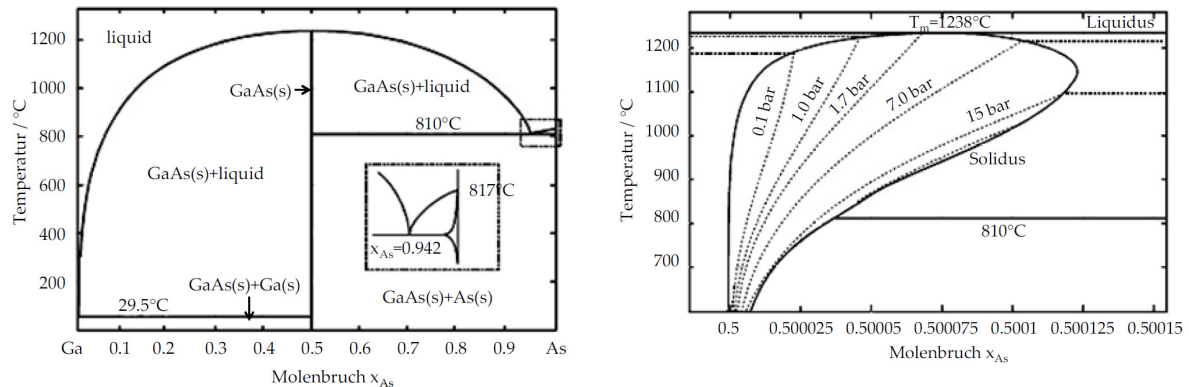 1200
1000
800
600
400
200
Temperatur / °C
liquid
GaAs(s)
GaAs(s)+liquid
810°C
GaAs(s)+liquid
817°C
x_As=0.942
GaAs(s)+Ga(s)
GaAs(s)+As(s)
29.5°C
Ga 0.1 0.2 0.3 0.4 0.5 0.6 0.7 0.8 0.9 As
Molenbruch x_As
T_m=1238°C
Liquidus
1200
1100
1000
900
800
700
Temperatur / °C
0.1 bar
1.0 bar
1.7 bar
7.0 bar
15 bar
Solidus
810°C
0.5 0.500025 0.50005 0.500075 0.5001 0.500125 0.50015
Molenbruch x_As